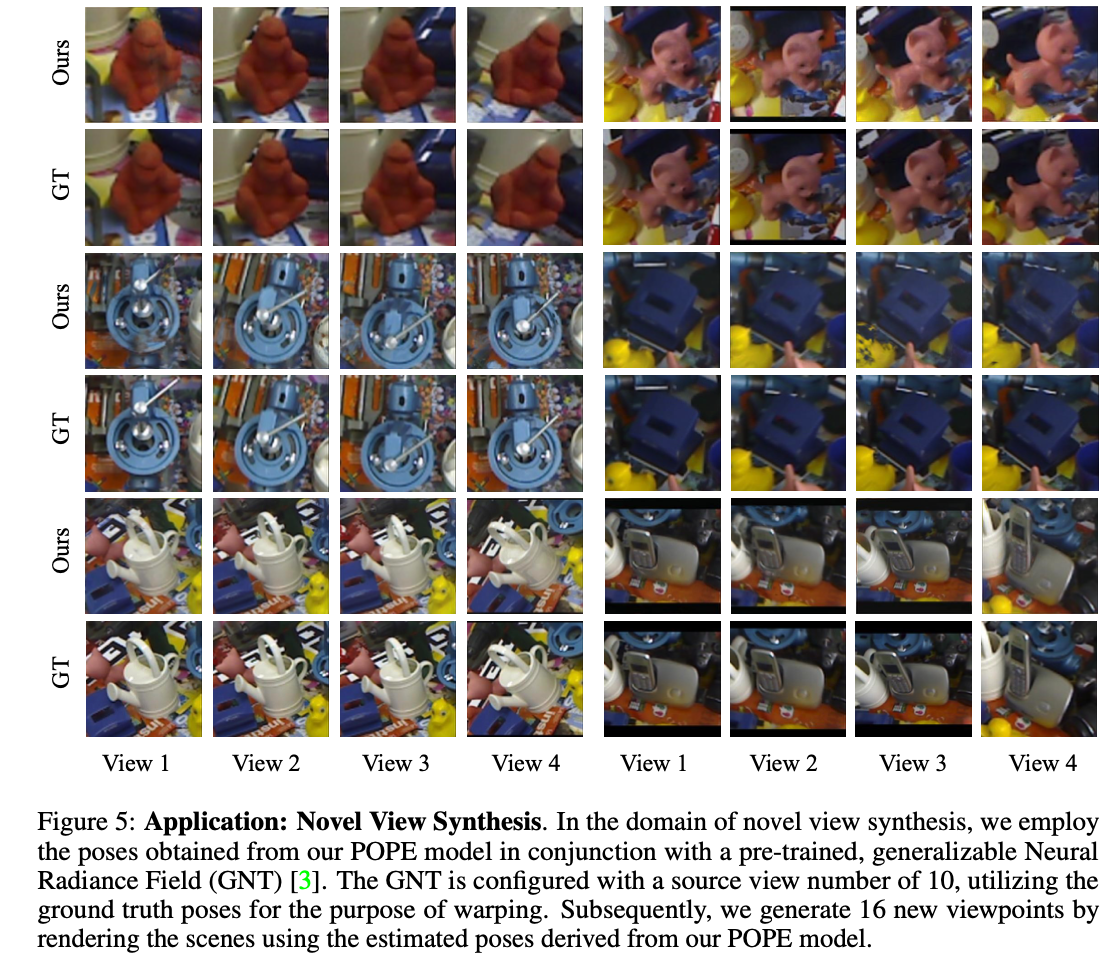 Ours
GT
Ours
GT
Ours
GT
View 1
View 2
View 3
View 4
View 1
View 2
View 3
View 4
Figure 5: Application: Novel View Synthesis. In the domain of novel view synthesis, we employ
the poses obtained from our POPE model in conjunction with a pre-trained, generalizable Neural
Radiance Field (GNT) [3]. The GNT is configured with a source view number of 10, utilizing the
ground truth poses for the purpose of warping. Subsequently, we generate 16 new viewpoints by
rendering the scenes using the estimated poses derived from our POPE model.